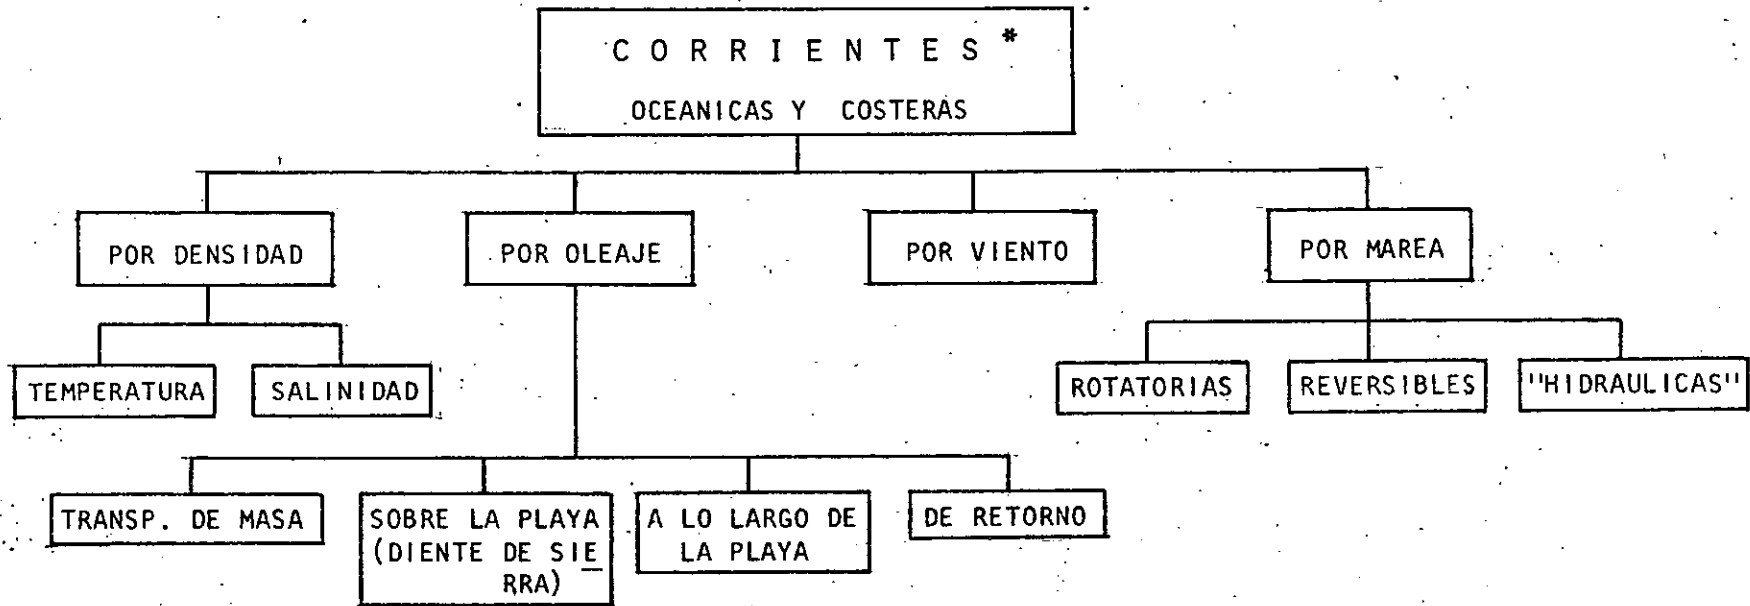 C O R R I E N T E S *
OCEANICAS Y COSTERAS
POR DENSIDAD
POR OLEAJE
POR VIENTO
POR MAREA
TEMPERATURA
SALINIDAD
ROTATORIAS
REVERSIBLES
"HIDRAULICAS"
TRANSP. DE MASA
SOBRE LA PLAYA
(DIENTE DE SIE
RRA)
A LO LARGO DE
LA PLAYA
DE RETORNO